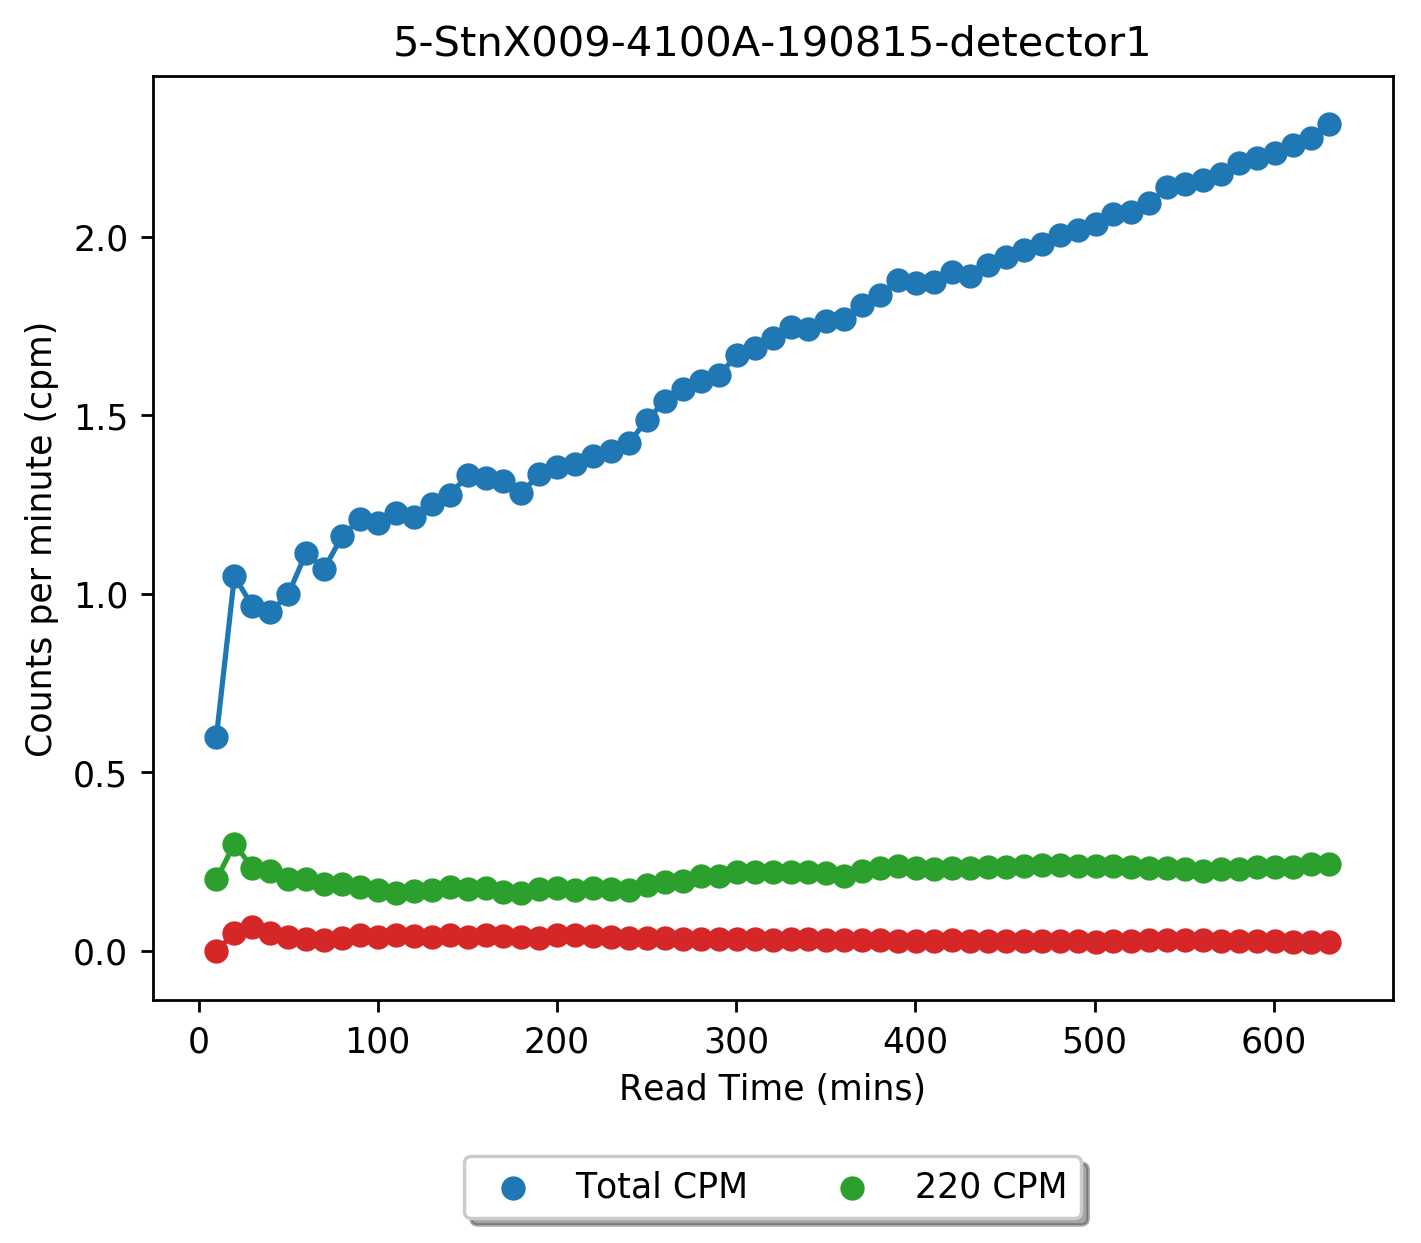 5-StnX009-4100A-190815-detector1
Counts per minute (cpm)
2.0
1.5
1.0
0.5
0.0
0 100 200 300 400 500 600
Read Time (mins)
Total CPM 220 CPM